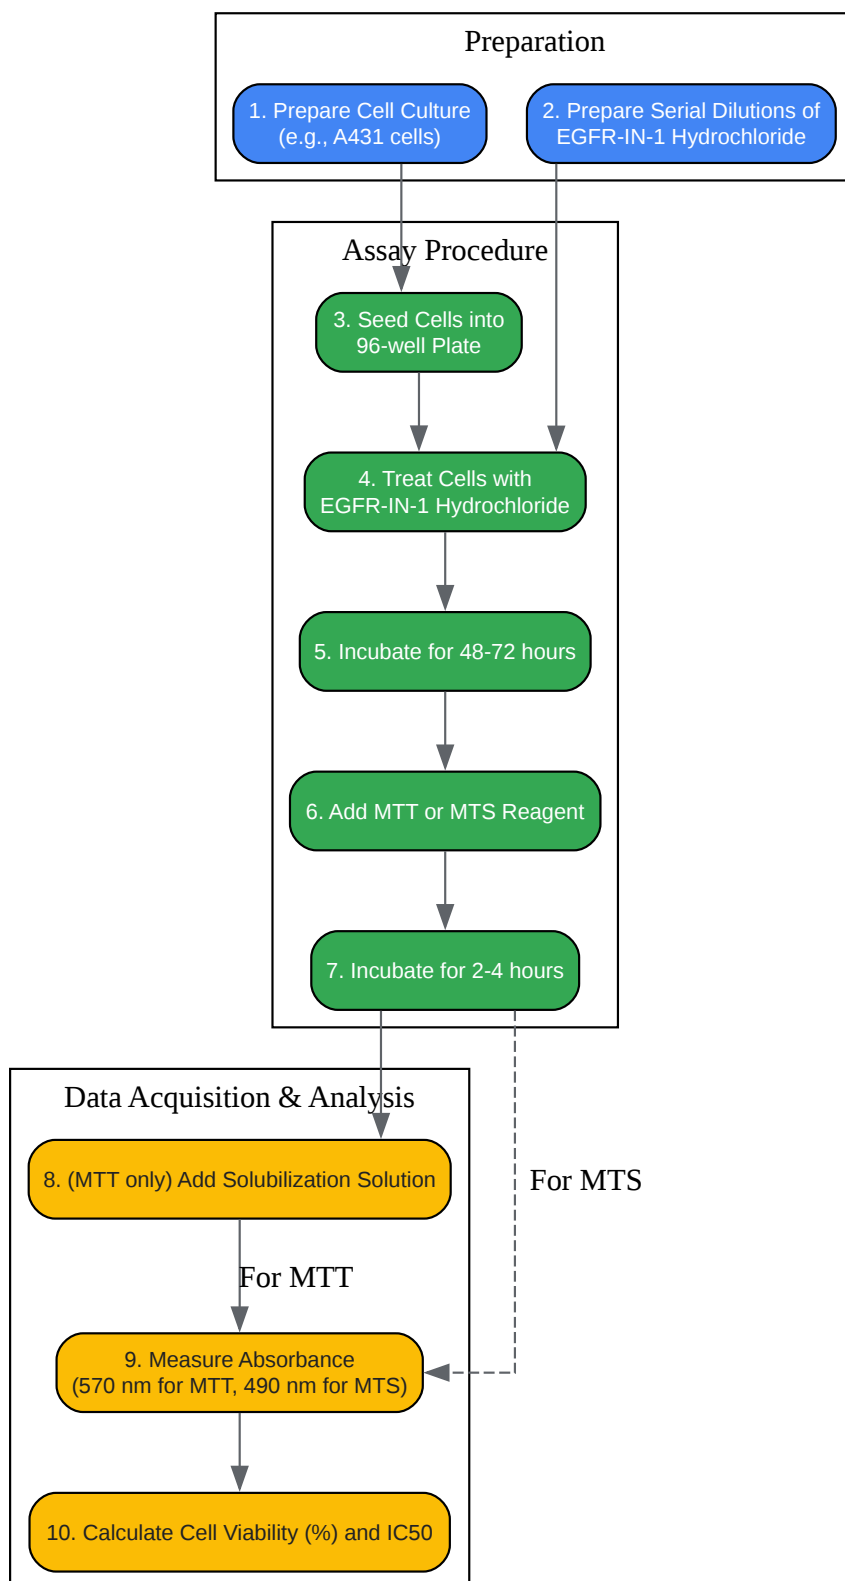 Preparation
1. Prepare Cell Culture
(e.g., A431 cells)
2. Prepare Serial Dilutions of
EGFR-IN-1 Hydrochloride
Assay Procedure
3. Seed Cells into
96-well Plate
4. Treat Cells with
EGFR-IN-1 Hydrochloride
5. Incubate for 48-72 hours
6. Add MTT or MTS Reagent
7. Incubate for 2-4 hours
Data Acquisition & Analysis
8. (MTT only) Add Solubilization Solution
For MTS
For MTT
9. Measure Absorbance
(570 nm for MTT, 490 nm for MTS)
10. Calculate Cell Viability (%) and IC50